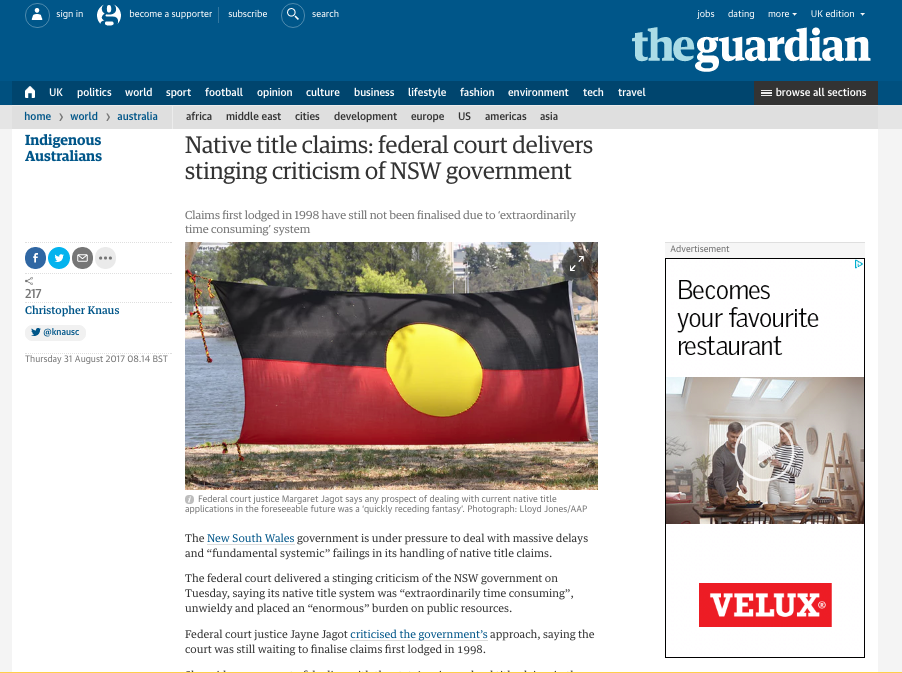 sign in
become a supporter
subscribe
search
jobs
dating
more
UK edition
theguardian
UK
politics
world
sport
football
opinion
culture
business
lifestyle
fashion
environment
tech
travel
browse all sections
home
world
australia
africa
middle east
cities
development
europe
US
americas
asia
Indigenous
Australians
Native title claims: federal court delivers
stinging criticism of NSW government
Claims first lodged in 1998 have still not been finalised due to ‘extraordinarily
time consuming’ system
217
Christopher Knaus
@knausc
Thursday 31 August 2017 08.14 BST
Federal court justice Margaret Jagot says any prospect of dealing with current native title
applications in the foreseeable future was a ‘quickly receding fantasy’. Photograph: Lloyd Jones/AAP
The New South Wales government is under pressure to deal with massive delays
and “fundamental systemic” failings in its handling of native title claims.
The federal court delivered a stinging criticism of the NSW government on
Tuesday, saying its native title system was “extraordinarily time consuming”,
unwieldy and placed an “enormous” burden on public resources.
Federal court justice Jayne Jagot criticised the government’s approach, saying the
court was still waiting to finalise claims first lodged in 1998.
Advertisement
Becomes
your favourite
restaurant
VELUX®